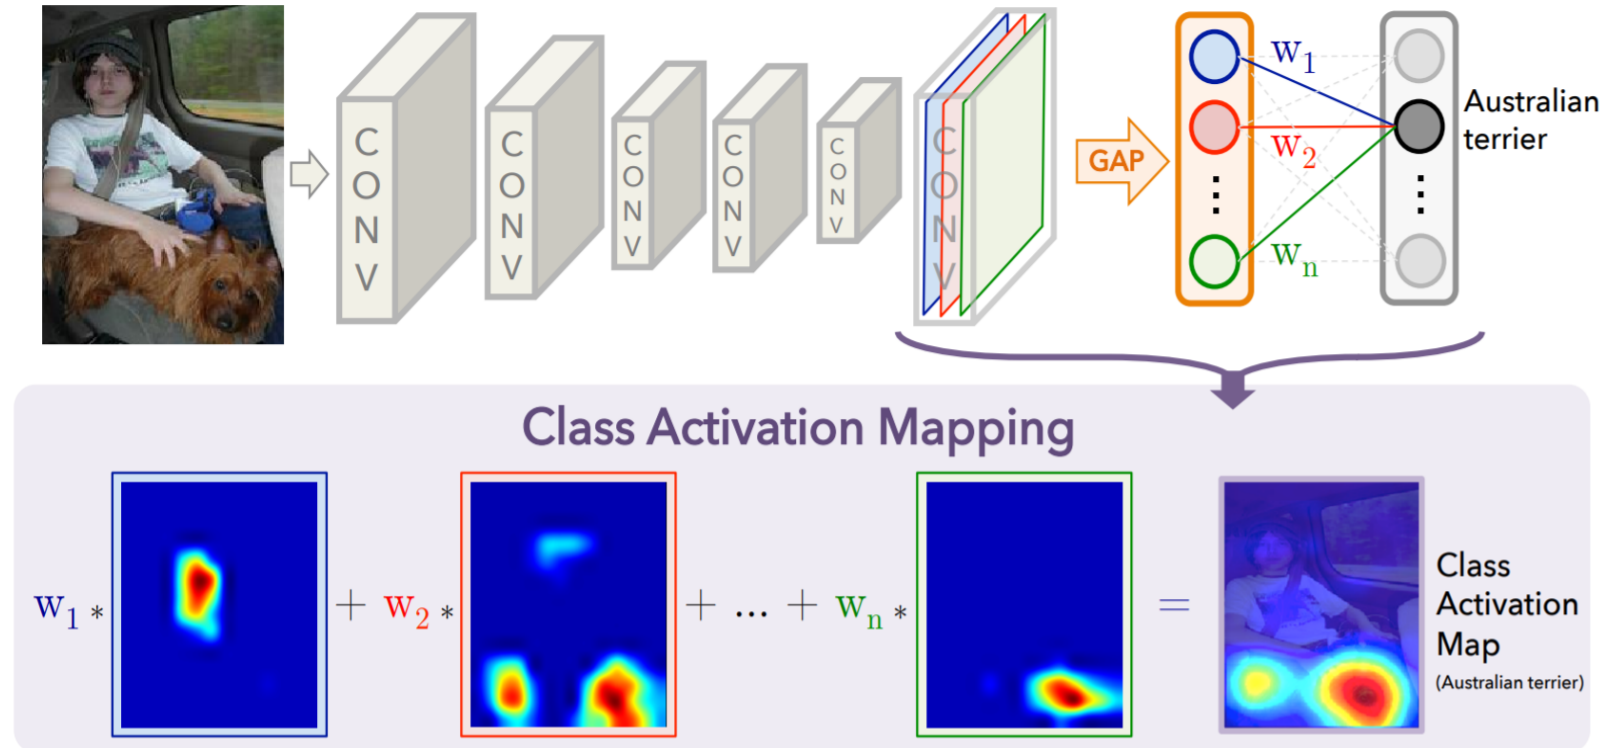 CONV
CONV
CONV
CONV
CONV
CONV
GAP
w1
w2
wn
Australian
terrier
Class Activation Mapping
w1 * + w2 * + ... + wn * =
Class
Activation
Map
(Australian terrier)